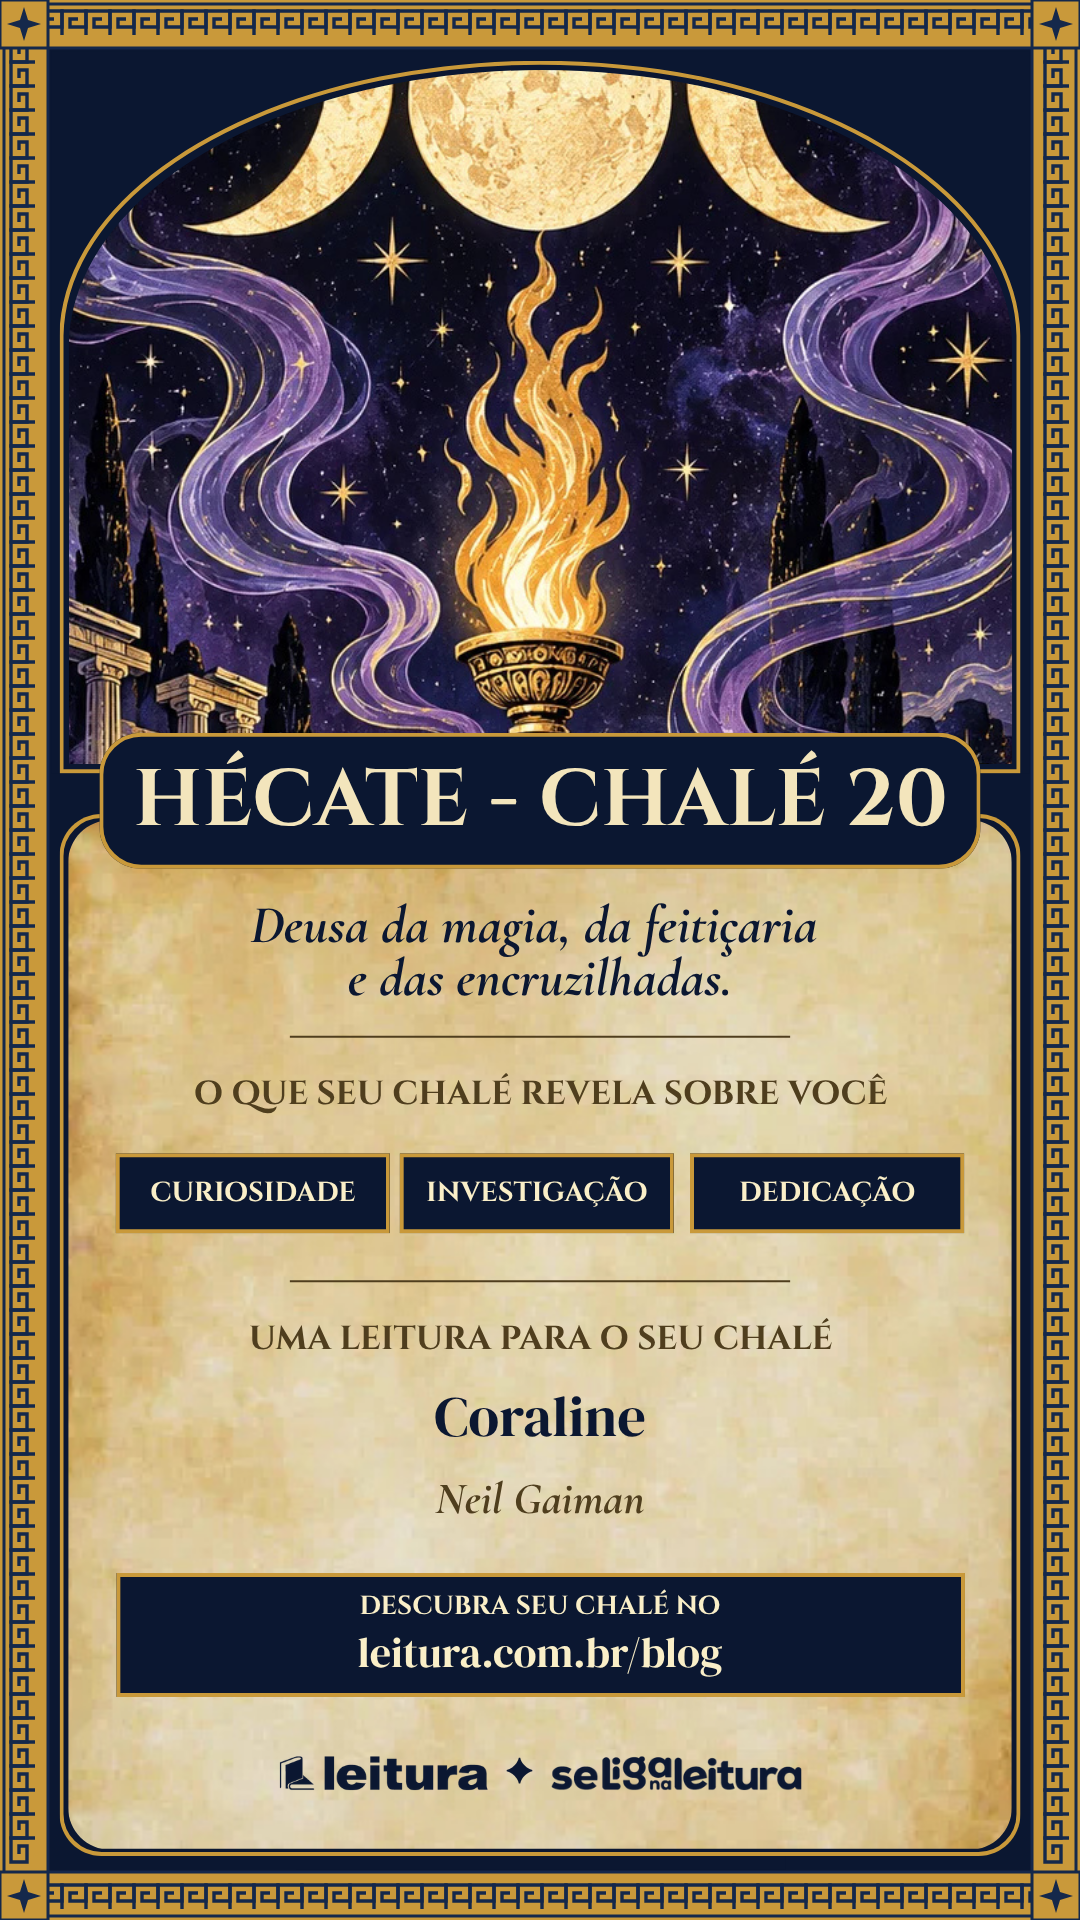 HÉCATE - CHALÉ 20
Deusa da magia, da feitiçaria
e das encruzilhadas.
O QUE SEU CHALÉ REVELA SOBRE VOCÊ
CURIOSIDADE INVESTIGAÇÃO DEDICAÇÃO
UMA LEITURA PARA O SEU CHALÉ
Coraline
Neil Gaiman
DESCUBRA SEU CHALÉ NO
leitura.com.br/blog
leitura seliganaleitura